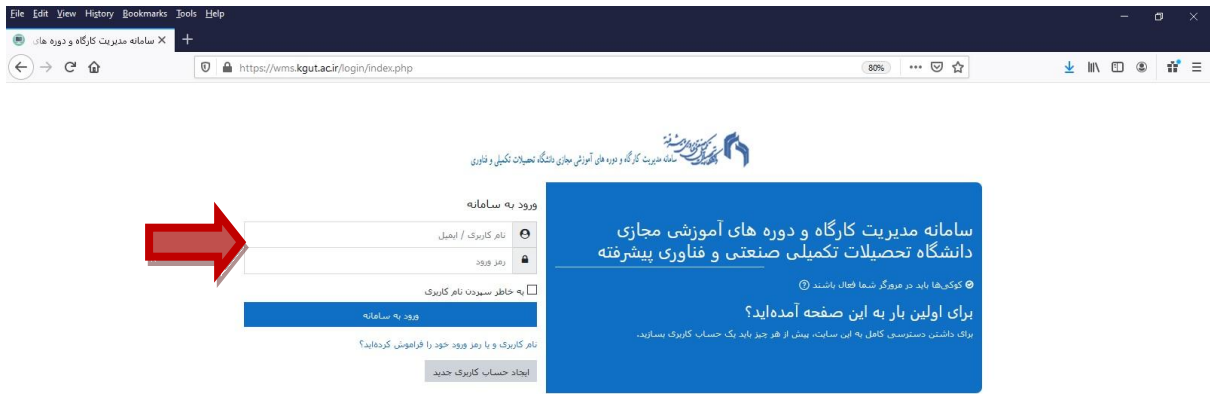 File Edit View History Bookmarks Tools Help
سامانه مدیریت کارگاه و دوره های
https://wms.kgut.ac.ir/login/index.php
80%
سامانه مدیریت کارگاه و دوره های آموزشی مجازی دانشگاه تحصیلات تکمیلی و فناوری
سامانه مدیریت کارگاه و دوره های آموزشی مجازی
دانشگاه تحصیلات تکمیلی صنعتی و فناوری پیشرفته
کوکی‌ها باید در مرورگر شما فعال باشند
برای اولین بار به این صفحه آمده‌اید؟
برای داشتن دسترسی کامل به این سایت، پیش از هر چیز باید یک حساب کاربری بسازید.
ورود به سامانه
نام کاربری / ایمیل
رمز ورود
به خاطر سپردن نام کاربری
ورود به سامانه
نام کاربری و یا رمز ورود خود را فراموش کرده‌اید؟
ایجاد حساب کاربری جدید